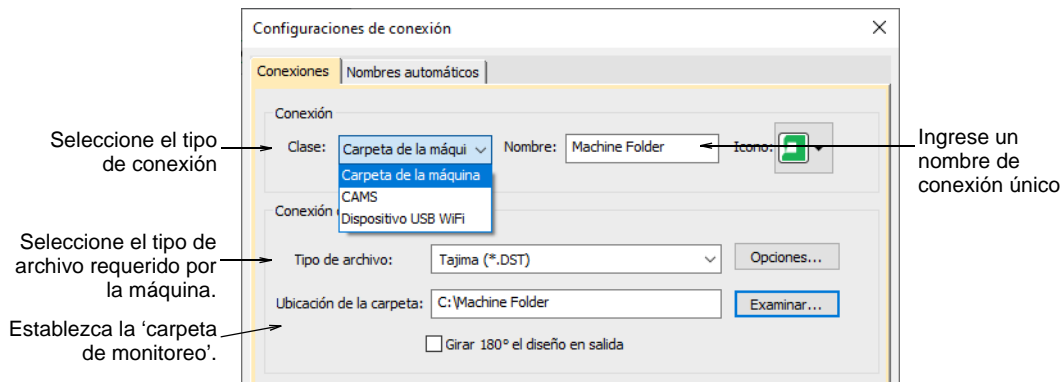 Configuraciones de conexión
Conexiones
Nombres automáticos
Conexión
Seleccione el tipo
de conexión
Clase:
Carpeta de la máqui
Nombre:
Machine Folder
Icono:
Ingrese un
nombre de
conexión único
Carpeta de la máquina
CAMS
Dispositivo USB WiFi
Conexión
Seleccione el tipo de
archivo requerido por
la máquina.
Tipo de archivo:
Tajima (*.DST)
Opciones...
Ubicación de la carpeta:
C:\Machine Folder
Examinar...
Establezca la ‘carpeta
de monitoreo’.
Girar 180° el diseño en salida